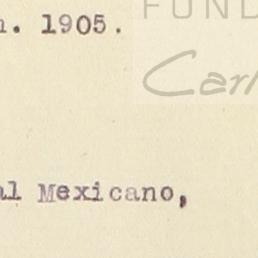 n. 1905.
FUND
Carl
al Mexicano,